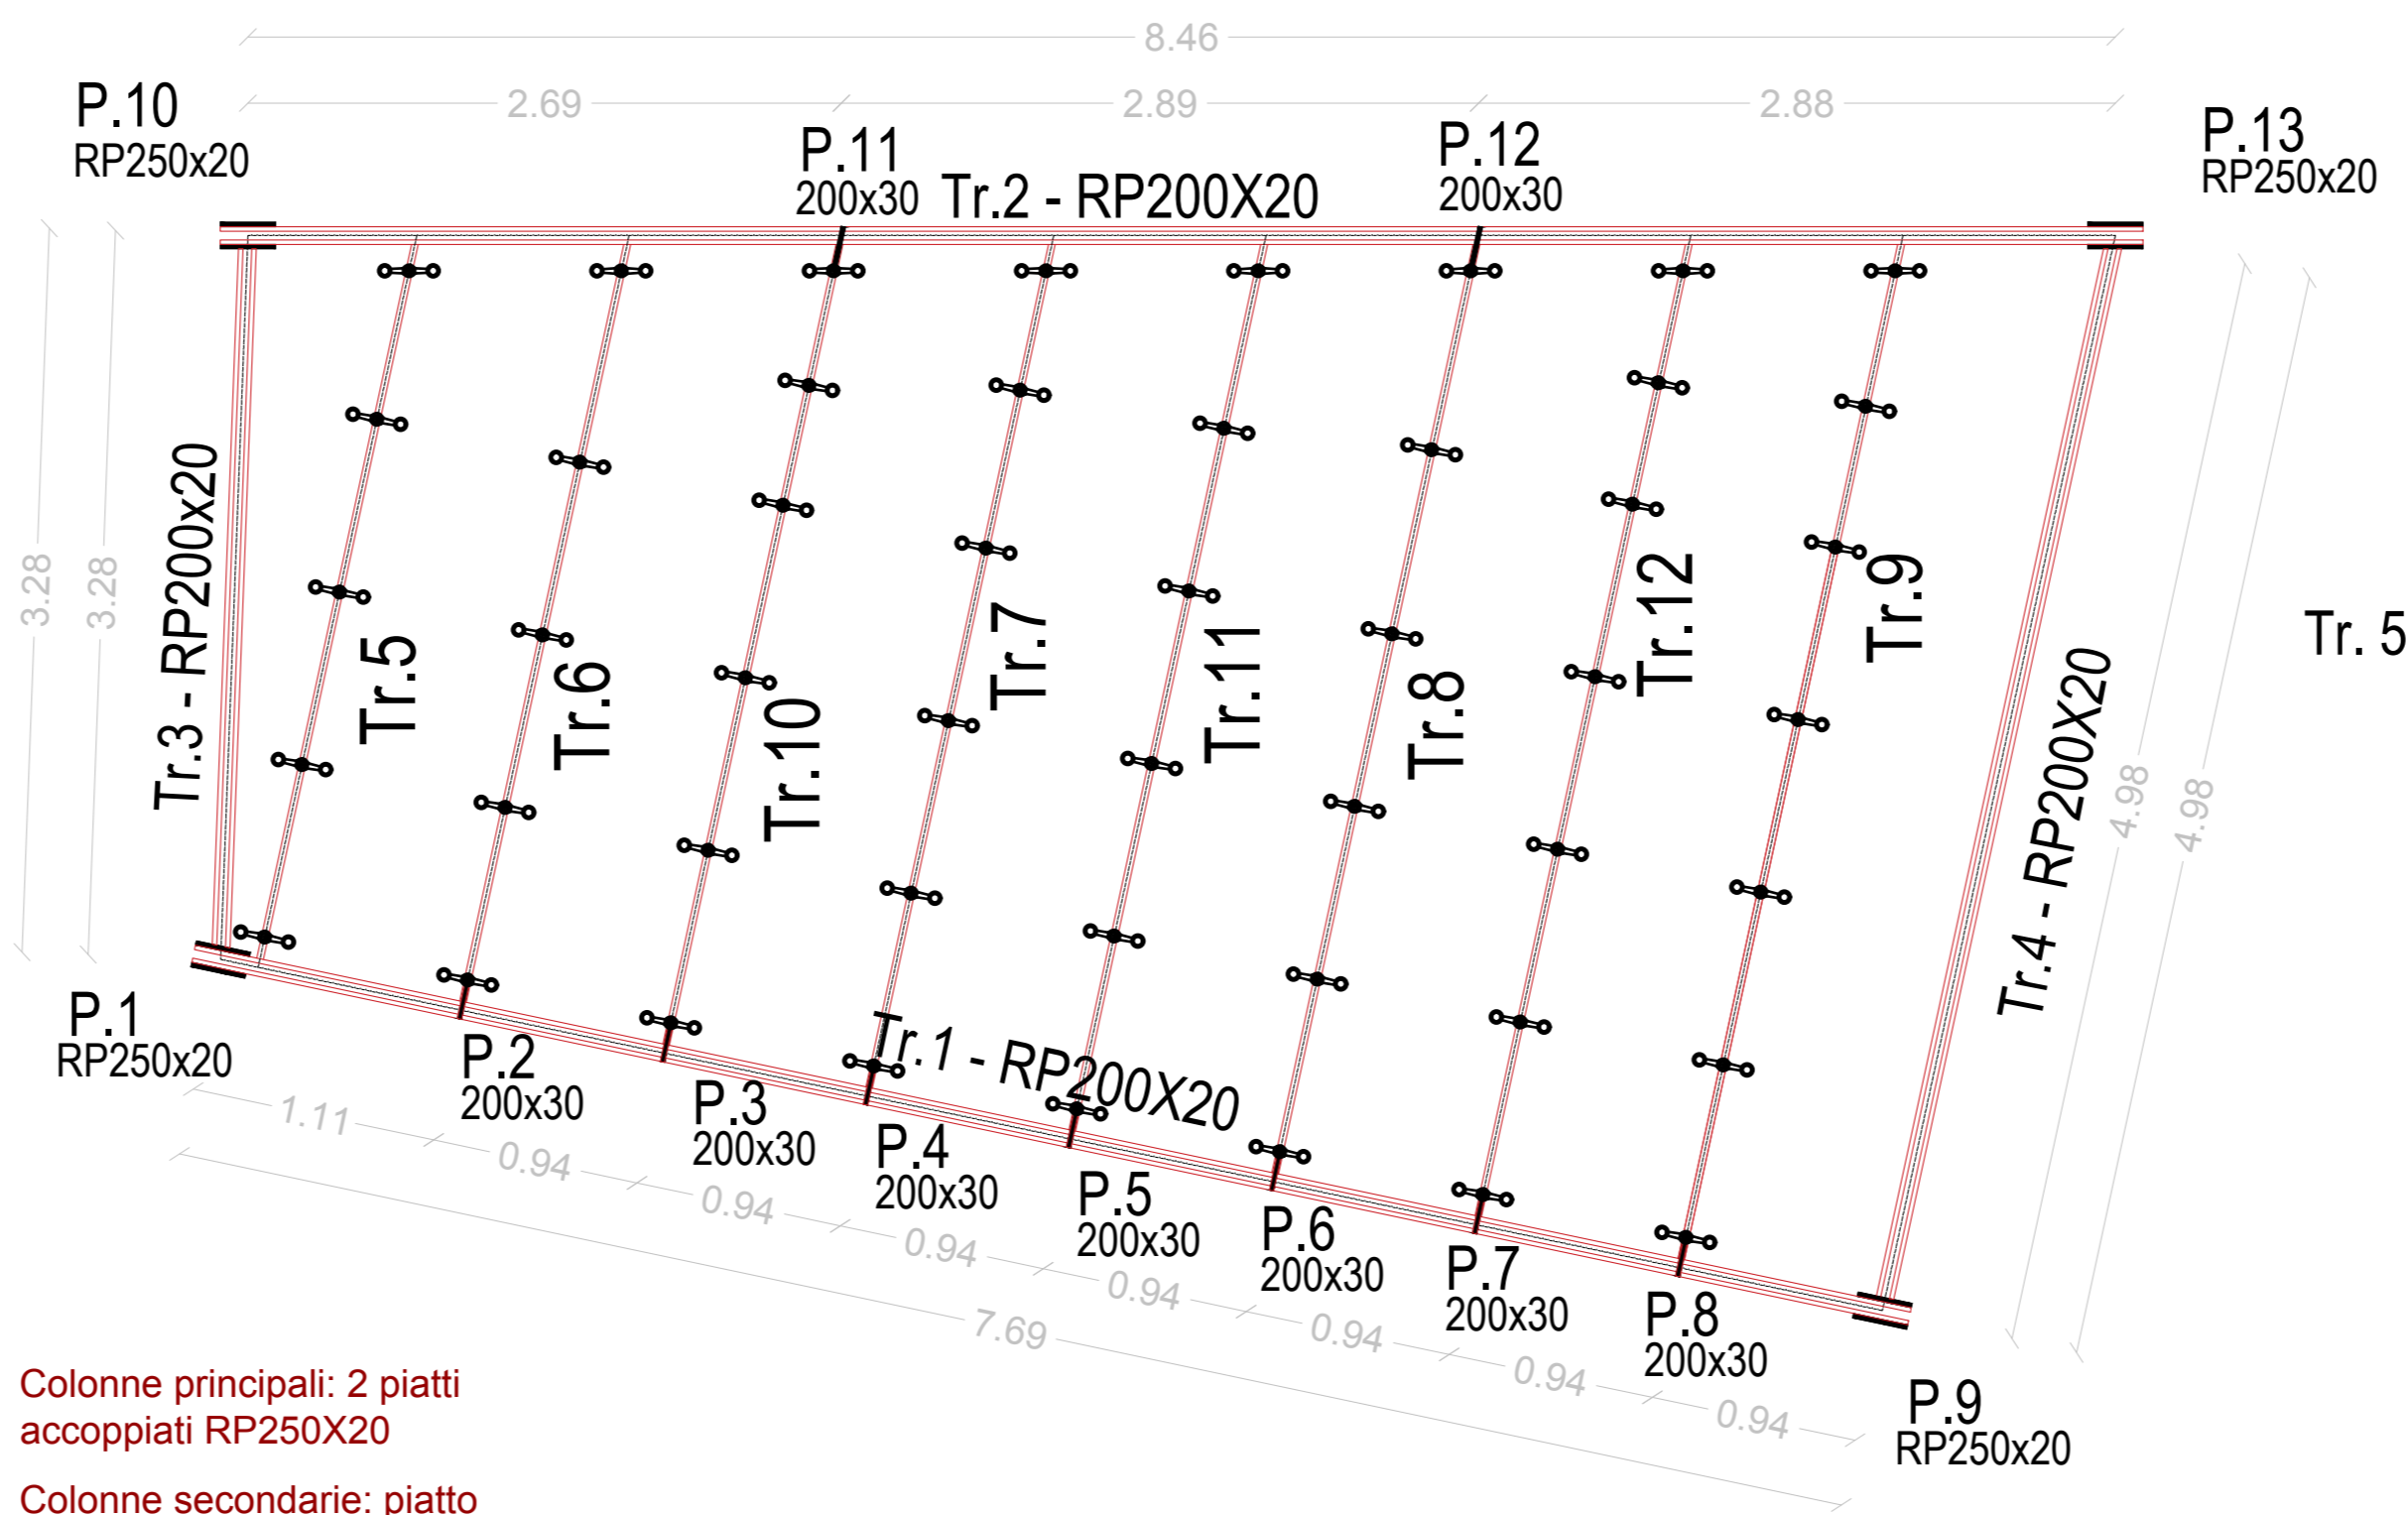 8.46
2.69
2.89
2.88
P.10
RP250x20
P.11
200x30
Tr.2 - RP200X20
P.12
200x30
P.13
RP250x20
3.28
3.28
Tr.3 - RP200x20
Tr.5
Tr.6
Tr.10
Tr.7
Tr.11
Tr.8
Tr.12
Tr.9
Tr.4 - RP200X20
4.98
4.98
Tr. 5
P.1
RP250x20
P.2
200x30
P.3
200x30
Tr.1 - RP200X20
P.4
200x30
P.5
200x30
P.6
200x30
P.7
200x30
P.8
200x30
P.9
RP250x20
1.11
0.94
0.94
0.94
0.94
0.94
0.94
0.94
7.69
Colonne principali: 2 piatti
accoppiati RP250X20
Colonne secondarie: piatto